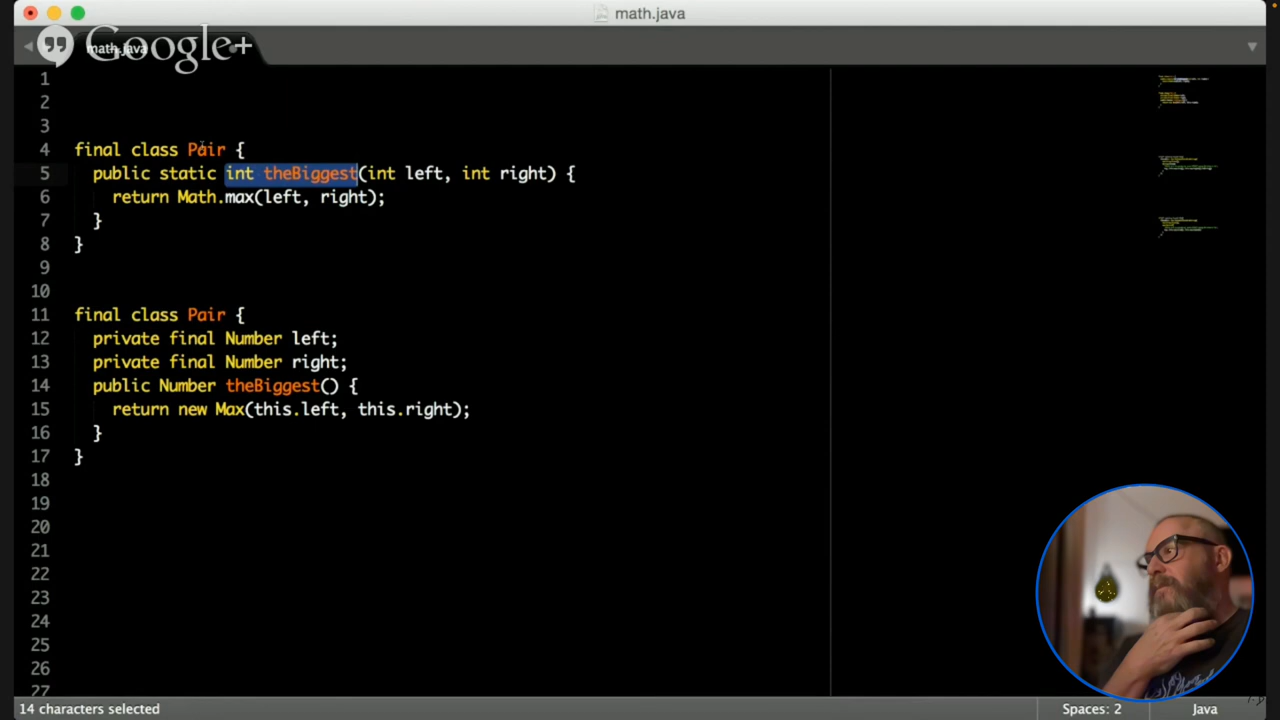 math.java
math.java
Google+
1
2
3
4 final class Pair {
5 public static int theBiggest(int left, int right) {
6 return Math.max(left, right);
7 }
8 }
9
10
11 final class Pair {
12 private final Number left;
13 private final Number right;
14 public Number theBiggest() {
15 return new Max(this.left, this.right);
16 }
17 }
18
19
20
21
22
23
24
25
26
27
14 characters selected
Spaces: 2
Java